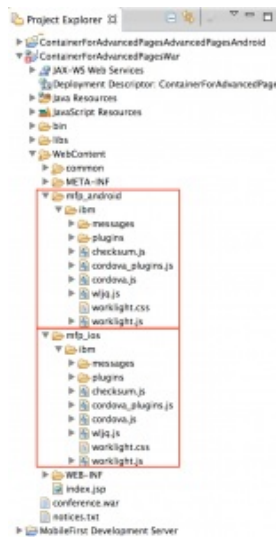 Project Explorer
ContainerForAdvancedPagesAdvancedPagesAndroid
ContainerForAdvancedPagesWar
JAX-WS Web Services
Deployment Descriptor: ContainerForAdvancedPage
Java Resources
JavaScript Resources
bin
libs
WebContent
common
META-INF
mfp_android
ibm
messages
plugins
checksum.js
cordova_plugins.js
cordova.js
wljq.js
worklight.css
worklight.js
mfp_ios
ibm
messages
plugins
checksum.js
cordova_plugins.js
cordova.js
wljq.js
worklight.css
worklight.js
WEB-INF
index.jsp
conference.war
notices.txt
MobileFirst Development Server